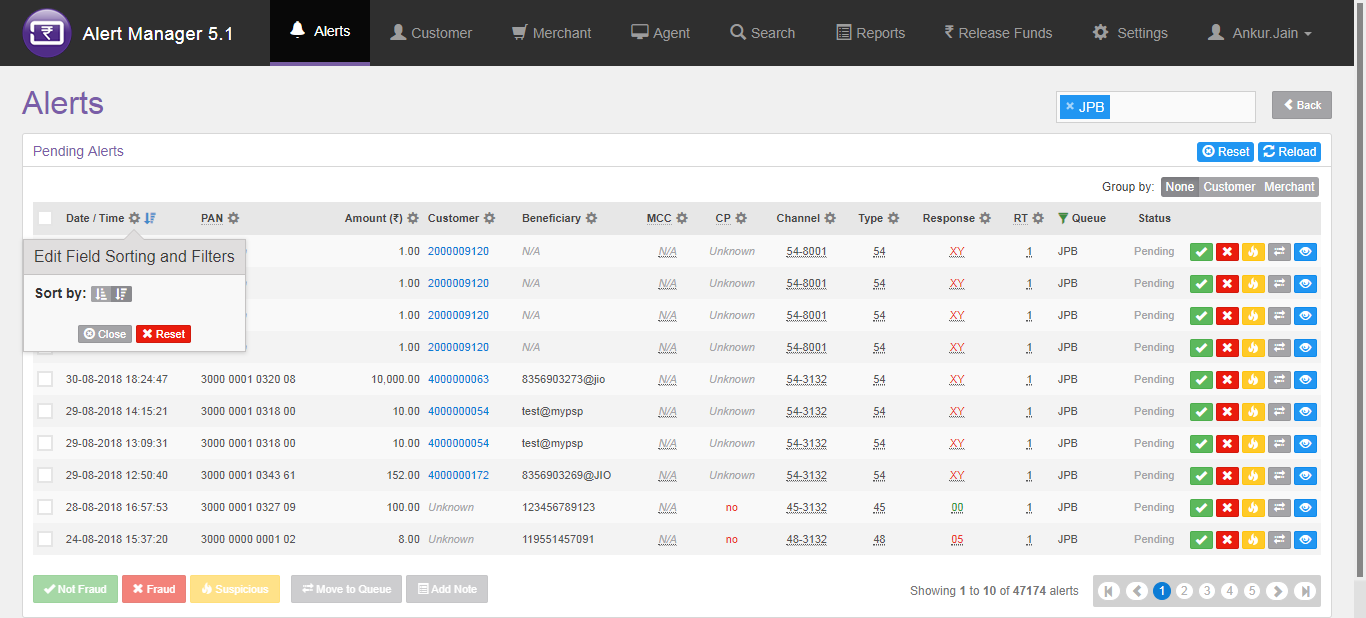 Alert Manager 5.1 Alerts Customer Merchant Agent Search Reports ₹ Release Funds Settings Ankur.Jain
Alerts
× JPB Back
Pending Alerts Reset Reload
Group by: None Customer Merchant
Date / Time PAN Amount (₹) Customer Beneficiary MCC CP Channel Type Response RT Queue Status
1.00 2000009120 N/A N/A Unknown 54-8001 54 XY 1 JPB Pending
1.00 2000009120 N/A N/A Unknown 54-8001 54 XY 1 JPB Pending
1.00 2000009120 N/A N/A Unknown 54-8001 54 XY 1 JPB Pending
1.00 2000009120 N/A N/A Unknown 54-8001 54 XY 1 JPB Pending
Edit Field Sorting and Filters
Sort by:
Close Reset
30-08-2018 18:24:47 3000 0001 0320 08 10,000.00 4000000063 8356903273@jio N/A Unknown 54-3132 54 XY 1 JPB Pending
29-08-2018 14:15:21 3000 0001 0318 00 10.00 4000000054 test@mypsp N/A Unknown 54-3132 54 XY 1 JPB Pending
29-08-2018 13:09:31 3000 0001 0318 00 10.00 4000000054 test@mypsp N/A Unknown 54-3132 54 XY 1 JPB Pending
29-08-2018 12:50:40 3000 0001 0343 61 152.00 4000000172 8356903269@JIO N/A Unknown 54-3132 54 XY 1 JPB Pending
28-08-2018 16:57:53 3000 0001 0327 09 100.00 Unknown 123456789123 N/A no 45-3132 45 00 1 JPB Pending
24-08-2018 15:37:20 3000 0000 0001 02 8.00 Unknown 119551457091 N/A no 48-3132 48 05 1 JPB Pending
Not Fraud Fraud Suspicious Move to Queue Add Note Showing 1 to 10 of 47174 alerts 1 2 3 4 5